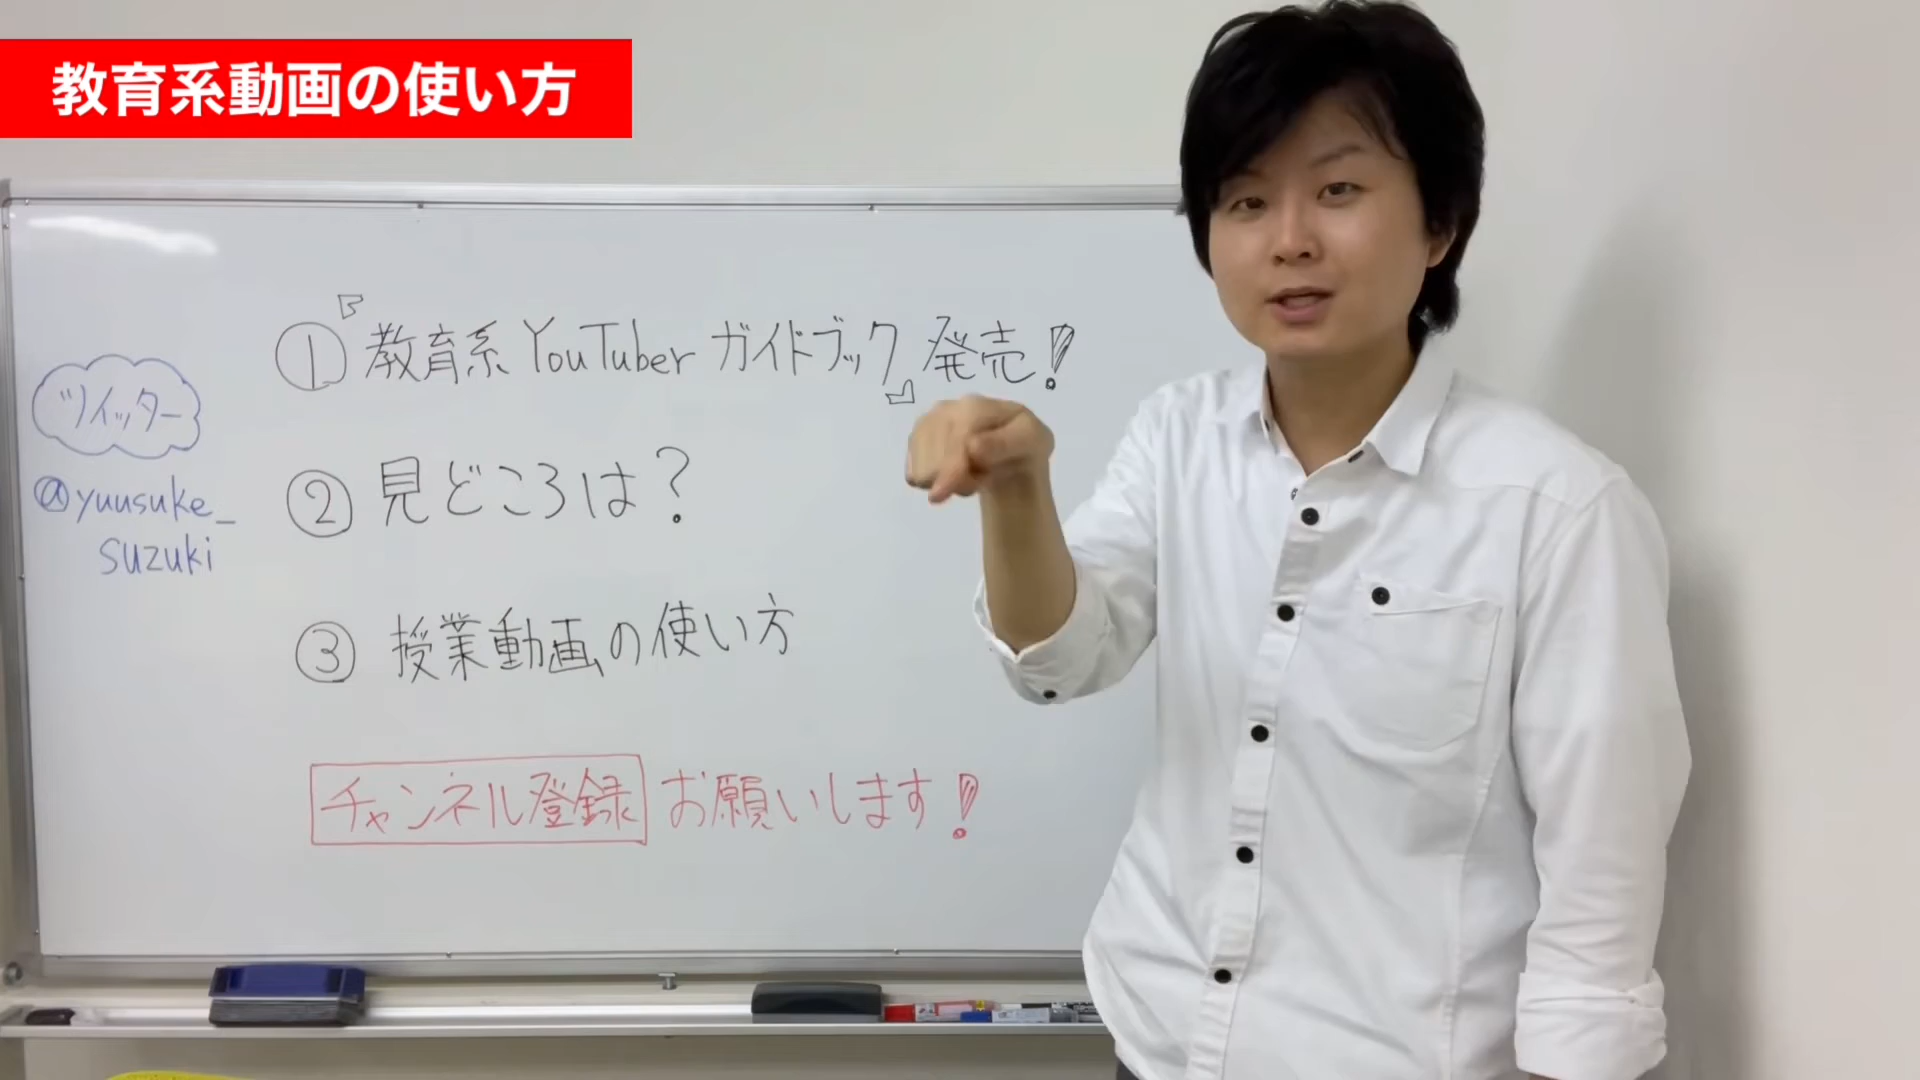 教育系動画の使い方
①『教育系YouTuberガイドブック』発売!
ツイッター
@yuusuke_
suzuki
②見どころは?
③授業動画の使い方
チャンネル登録お願いします!